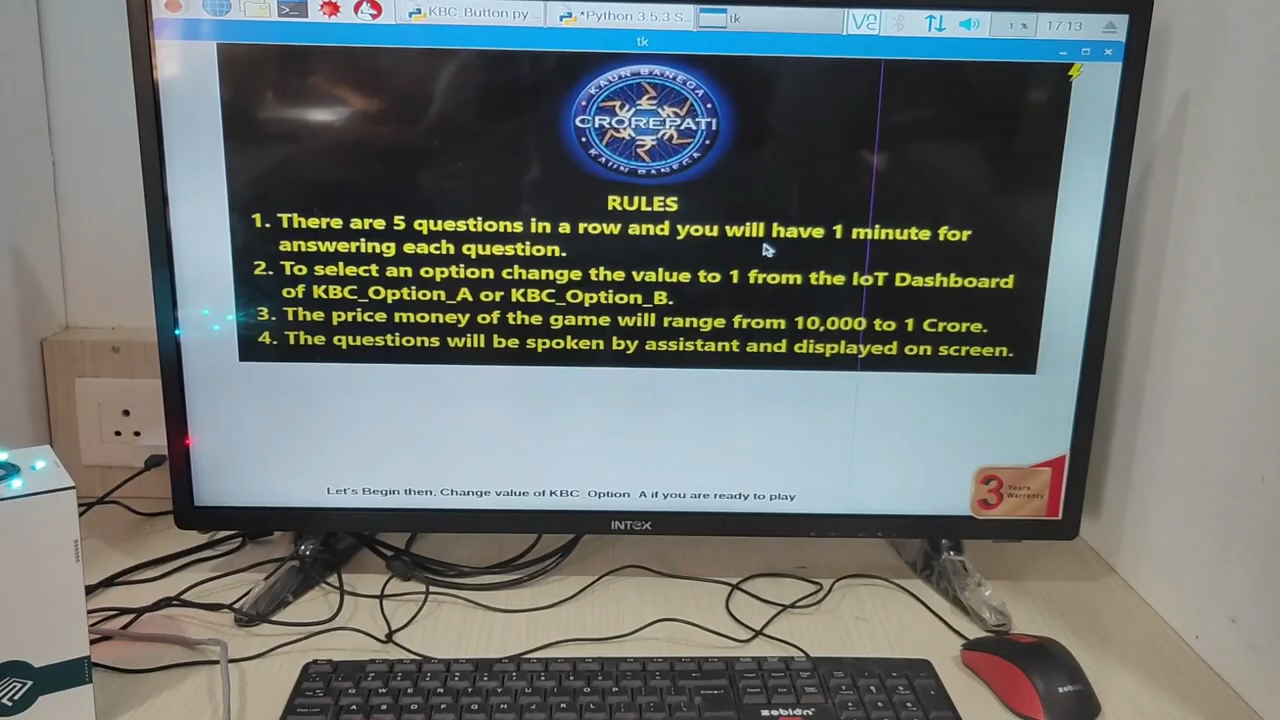 KBC_Button.py
*Python 3.5.3 S...
tk
1 %
17:13
tk
KAUN BANEGA
CROREPATI
KAUN BANEGA
RULES
1. There are 5 questions in a row and you will have 1 minute for
answering each question.
2. To select an option change the value to 1 from the IoT Dashboard
of KBC_Option_A or KBC_Option_B.
3. The price money of the game will range from 10,000 to 1 Crore.
4. The questions will be spoken by assistant and displayed on screen.
Let's Begin then, Change value of KBC_Option_A if you are ready to play
3 Years
Warranty
INTEX
Q W E R T Y U I O P
A S D F G H J K L
zebion
zebion